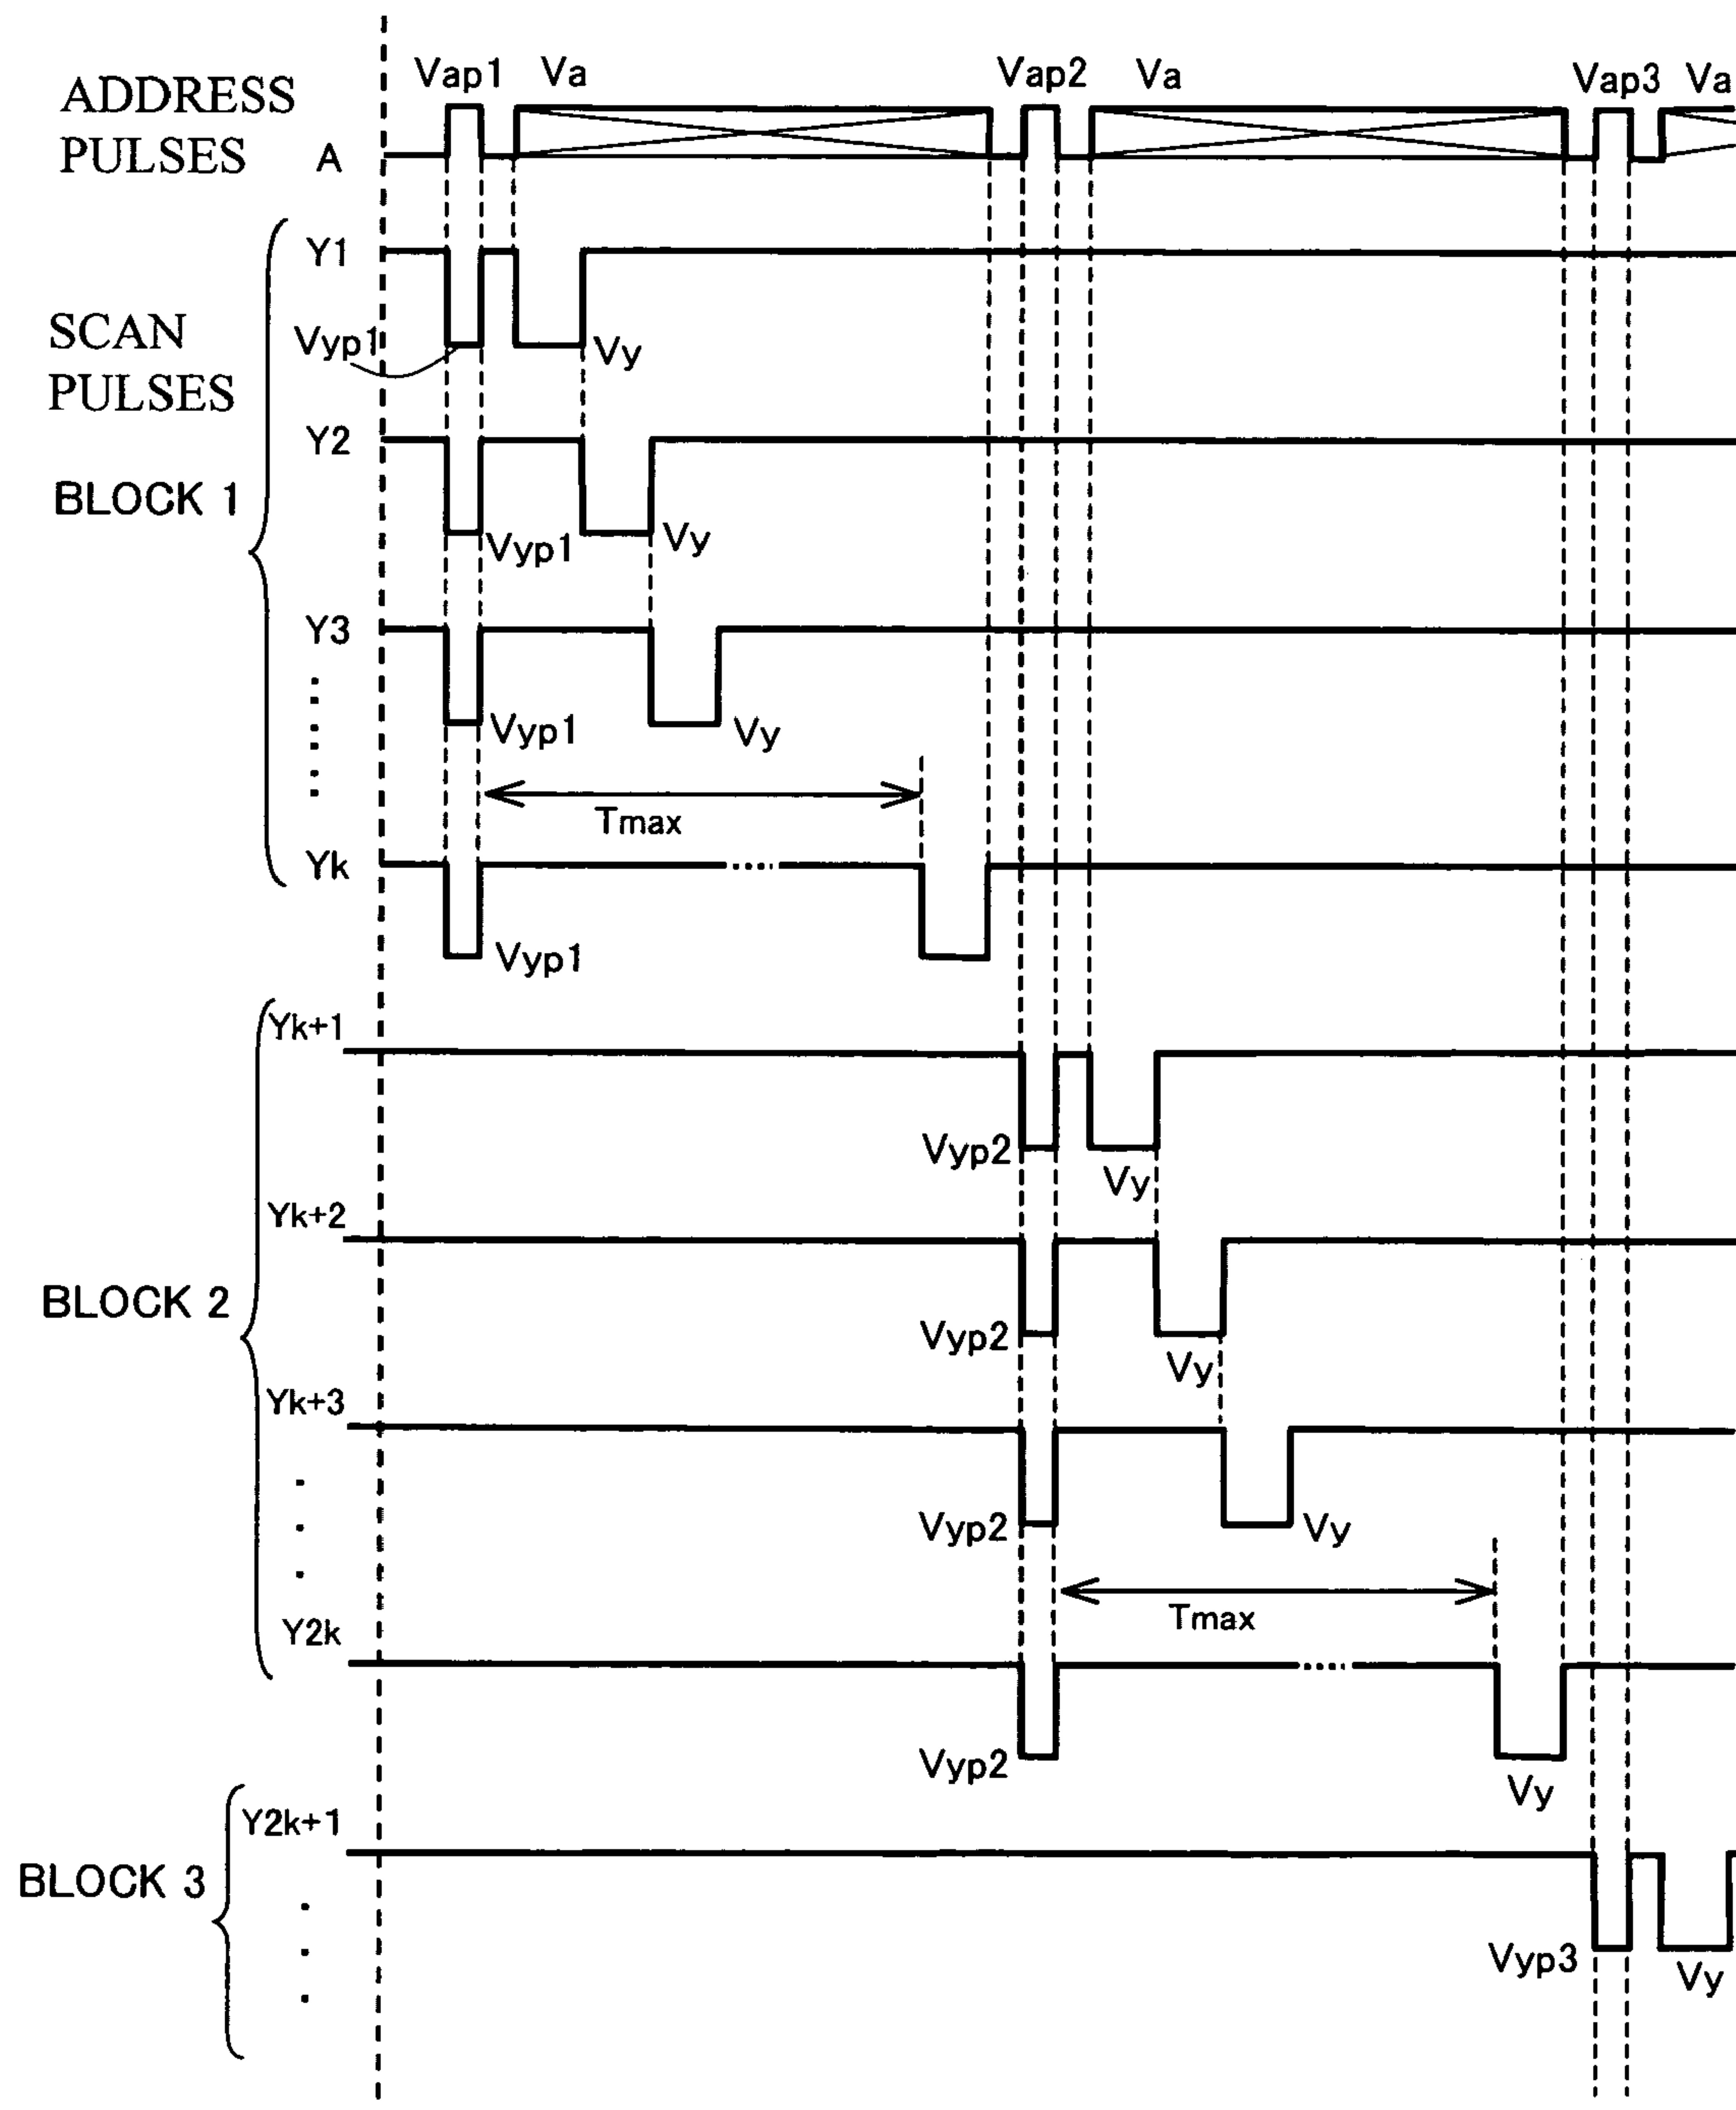 Vap1 Va Vap2 Va Vap3 Va
ADDRESS
PULSES
A
Y1
SCAN
PULSES
Vyp1
Vy
Y2
BLOCK 1
Vyp1
Vy
Y3
Vyp1
Vy
Tmax
Yk
Vyp1
Yk+1
Vyp2
Vy
Yk+2
BLOCK 2
Vyp2
Vy
Yk+3
Vyp2
Vy
Tmax
Y2k
Vyp2
Vy
Y2k+1
BLOCK 3
Vyp3
Vy